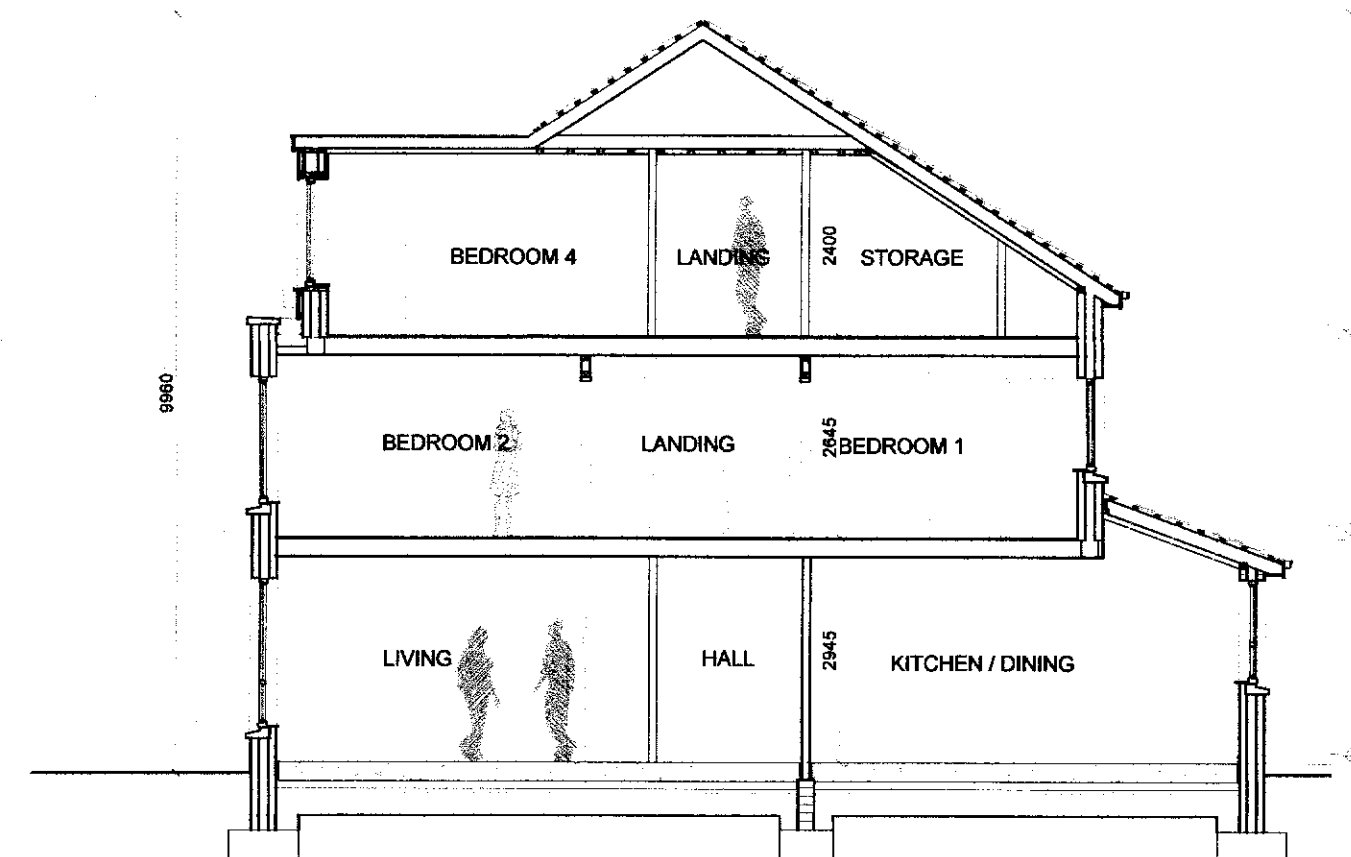 BEDROOM 4
LANDING
2400
STORAGE
9960
BEDROOM 2
LANDING
2645
BEDROOM 1
LIVING
HALL
2945
KITCHEN / DINING